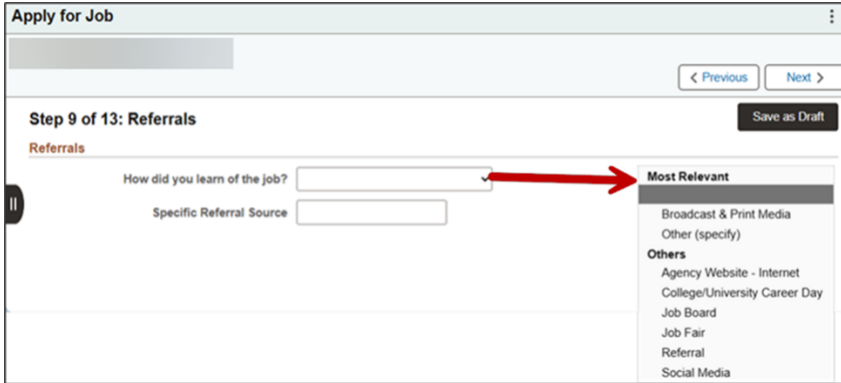 Apply for Job
Previous
Next
Step 9 of 13: Referrals
Save as Draft
Referrals
How did you learn of the job?
Specific Referral Source
Most Relevant
Broadcast & Print Media
Other (specify)
Others
Agency Website - Internet
College/University Career Day
Job Board
Job Fair
Referral
Social Media